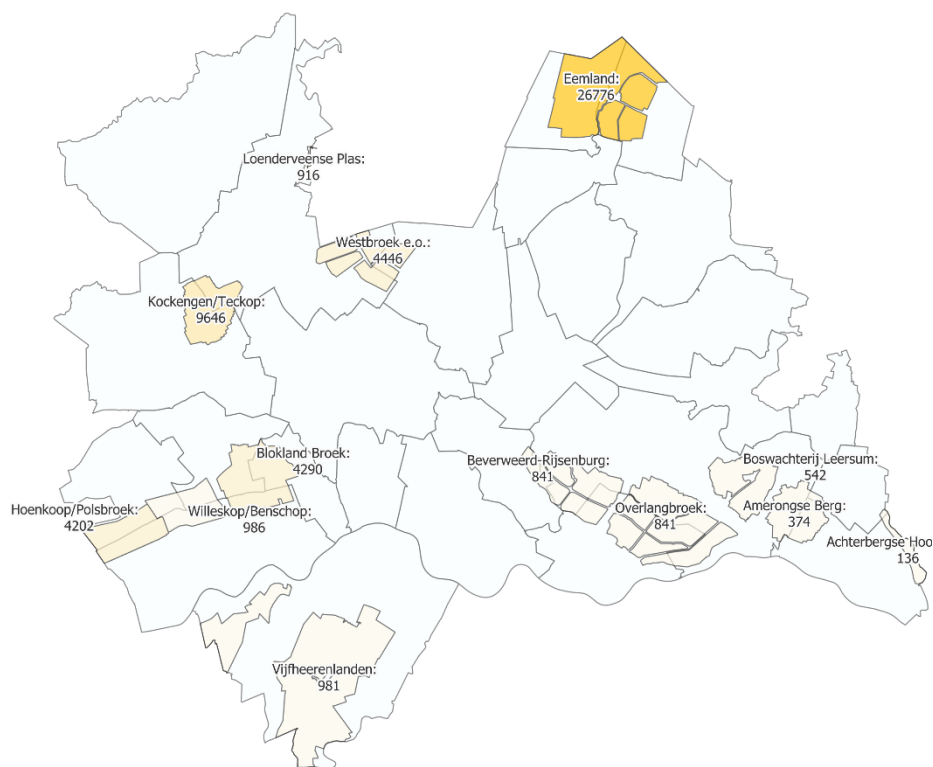 Eemland:
26776
Loenderveense Plas:
916
Westbroek e.o.:
4446
Kockengen/Teckop:
9646
Blokland Broek:
4290
Beverweerd-Rijsenburg:
841
Boswachterij Leersum:
542
Hoenkoop/Polsbroek:
4202
Willeskop/Benschop:
986
Overlangbroek:
841
Amerongse Berg:
374
Achterbergse Hoo
136
Vijfheerenlanden:
981